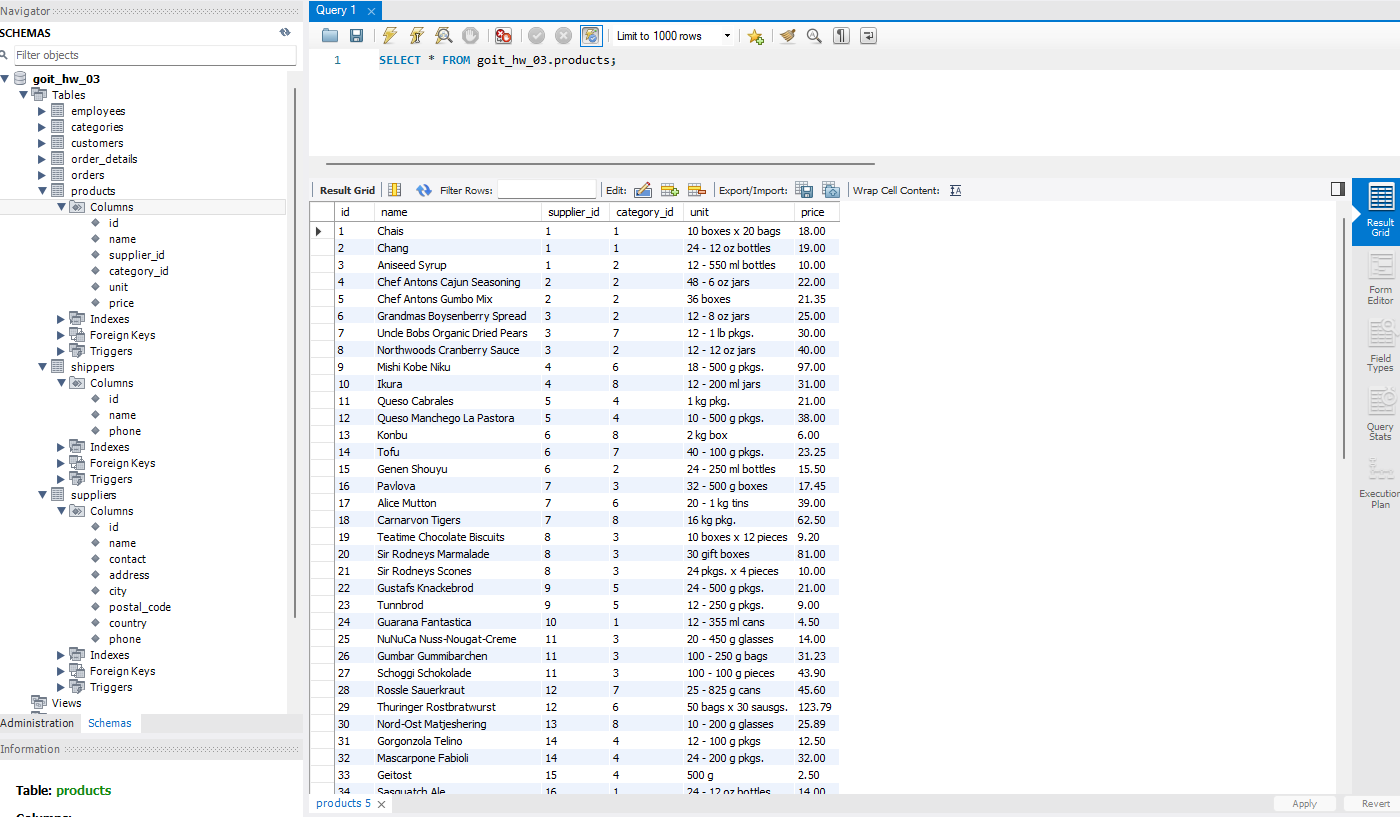 Navigator
SCHEMAS
Filter objects
goit_hw_03
Tables
employees
categories
customers
order_details
orders
products
Columns
id
name
supplier_id
category_id
unit
price
Indexes
Foreign Keys
Triggers
shippers
Columns
id
name
phone
Indexes
Foreign Keys
Triggers
suppliers
Columns
id
name
contact
address
city
postal_code
country
phone
Indexes
Foreign Keys
Triggers
Views
Administration Schemas
Information
Table: products
Columns:
Query 1
Limit to 1000 rows
1 SELECT * FROM goit_hw_03.products;
Result Grid Filter Rows: Edit: Export/Import: Wrap Cell Content:
id name supplier_id category_id unit price
1 Chais 1 1 10 boxes x 20 bags 18.00
2 Chang 1 1 24 - 12 oz bottles 19.00
3 Aniseed Syrup 1 2 12 - 550 ml bottles 10.00
4 Chef Antons Cajun Seasoning 2 2 48 - 6 oz jars 22.00
5 Chef Antons Gumbo Mix 2 2 36 boxes 21.35
6 Grandmas Boysenberry Spread 3 2 12 - 8 oz jars 25.00
7 Uncle Bobs Organic Dried Pears 3 7 12 - 1 lb pkgs. 30.00
8 Northwoods Cranberry Sauce 3 2 12 - 12 oz jars 40.00
9 Mishi Kobe Niku 4 6 18 - 500 g pkgs. 97.00
10 Ikura 4 8 12 - 200 ml jars 31.00
11 Queso Cabrales 5 4 1 kg pkg. 21.00
12 Queso Manchego La Pastora 5 4 10 - 500 g pkgs. 38.00
13 Konbu 6 8 2 kg box 6.00
14 Tofu 6 7 40 - 100 g pkgs. 23.25
15 Genen Shouyu 6 2 24 - 250 ml bottles 15.50
16 Pavlova 7 3 32 - 500 g boxes 17.45
17 Alice Mutton 7 6 20 - 1 kg tins 39.00
18 Carnarvon Tigers 7 8 16 kg pkg. 62.50
19 Teatime Chocolate Biscuits 8 3 10 boxes x 12 pieces 9.20
20 Sir Rodneys Marmalade 8 3 30 gift boxes 81.00
21 Sir Rodneys Scones 8 3 24 pkgs. x 4 pieces 10.00
22 Gustafs Knackebrod 9 5 24 - 500 g pkgs. 21.00
23 Tunnbrod 9 5 12 - 250 g pkgs. 9.00
24 Guarana Fantastica 10 1 12 - 355 ml cans 4.50
25 NuNuCa Nuss-Nougat-Creme 11 3 20 - 450 g glasses 14.00
26 Gumbar Gummibarchen 11 3 100 - 250 g bags 31.23
27 Schoggi Schokolade 11 3 100 - 100 g pieces 43.90
28 Rossle Sauerkraut 12 7 25 - 825 g cans 45.60
29 Thuringer Rostbratwurst 12 6 50 bags x 30 sausgs. 123.79
30 Nord-Ost Matjeshering 13 8 10 - 200 g glasses 25.89
31 Gorgonzola Telino 14 4 12 - 100 g pkgs 12.50
32 Mascarpone Fabioli 14 4 24 - 200 g pkgs. 32.00
33 Geitost 15 4 500 g 2.50
34 Sasquatch Ale 16 1 24 - 12 oz bottles 14.00
products 5
Apply Revert
Result
Grid
Form
Editor
Field
Types
Query
Stats
Execution
Plan